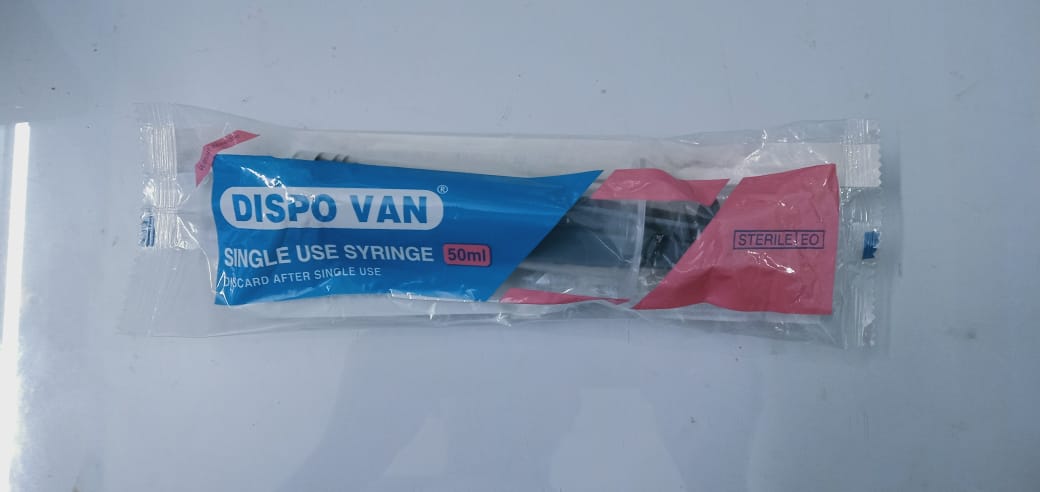 DISPO VAN®
SINGLE USE SYRINGE 50ml
DISCARD AFTER SINGLE USE
STERILE EO